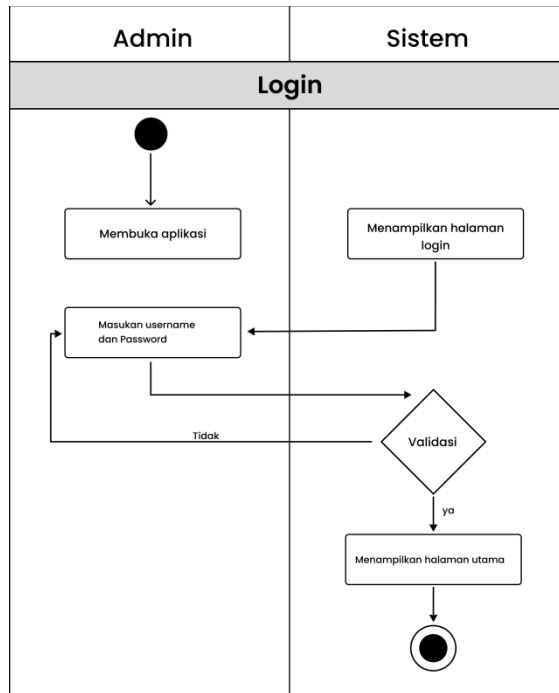 Admin
Sistem
Login
Membuka aplikasi
Menampilkan halaman
login
Masukan username
dan Password
Tidak
Validasi
ya
Menampilkan halaman utama